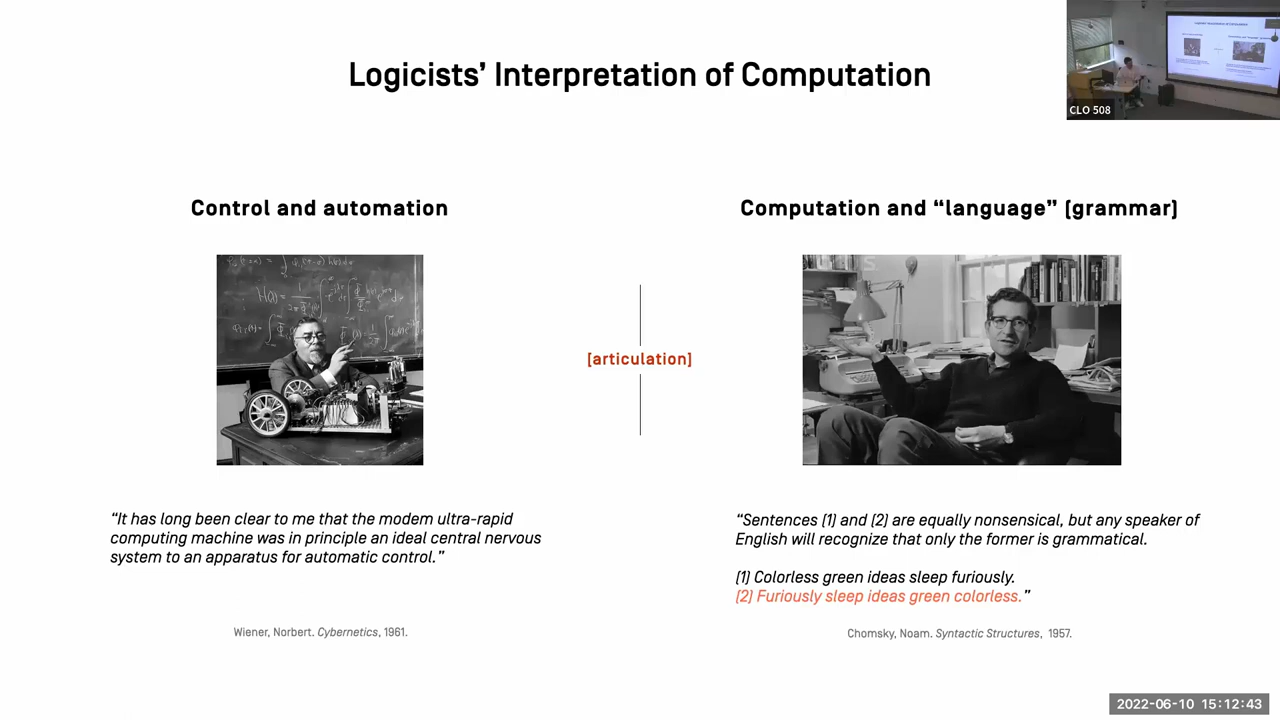 Logicists' Interpretation of Computation
CLO 508
Control and automation
Computation and “language” [grammar]
[articulation]
“It has long been clear to me that the modem ultra-rapid
computing machine was in principle an ideal central nervous
system to an apparatus for automatic control.”
Wiener, Norbert. Cybernetics, 1961.
“Sentences (1) and (2) are equally nonsensical, but any speaker of
English will recognize that only the former is grammatical.
(1) Colorless green ideas sleep furiously.
(2) Furiously sleep ideas green colorless.”
Chomsky, Noam. Syntactic Structures, 1957.
2022-06-10 15:12:43